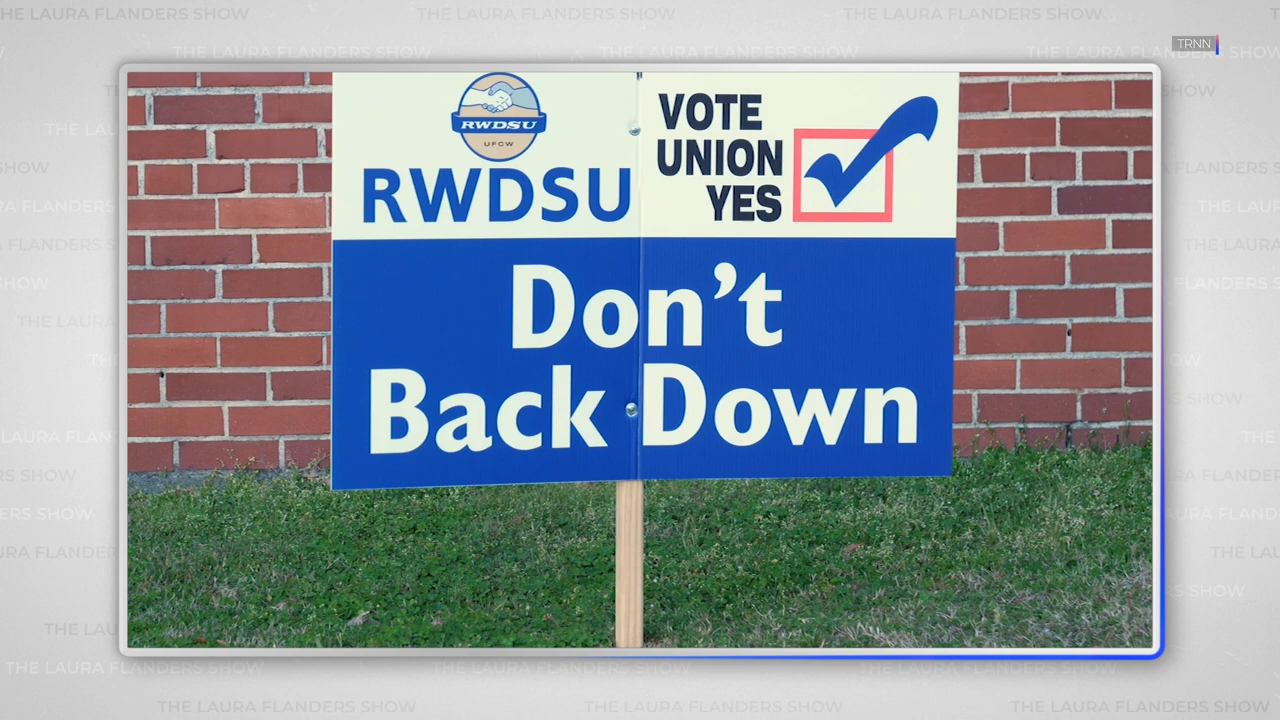 THE LAURA FLANDERS SHOW
TRNN
RWDSU
UFCW
RWDSU
VOTE
UNION
YES
Don't
Back Down